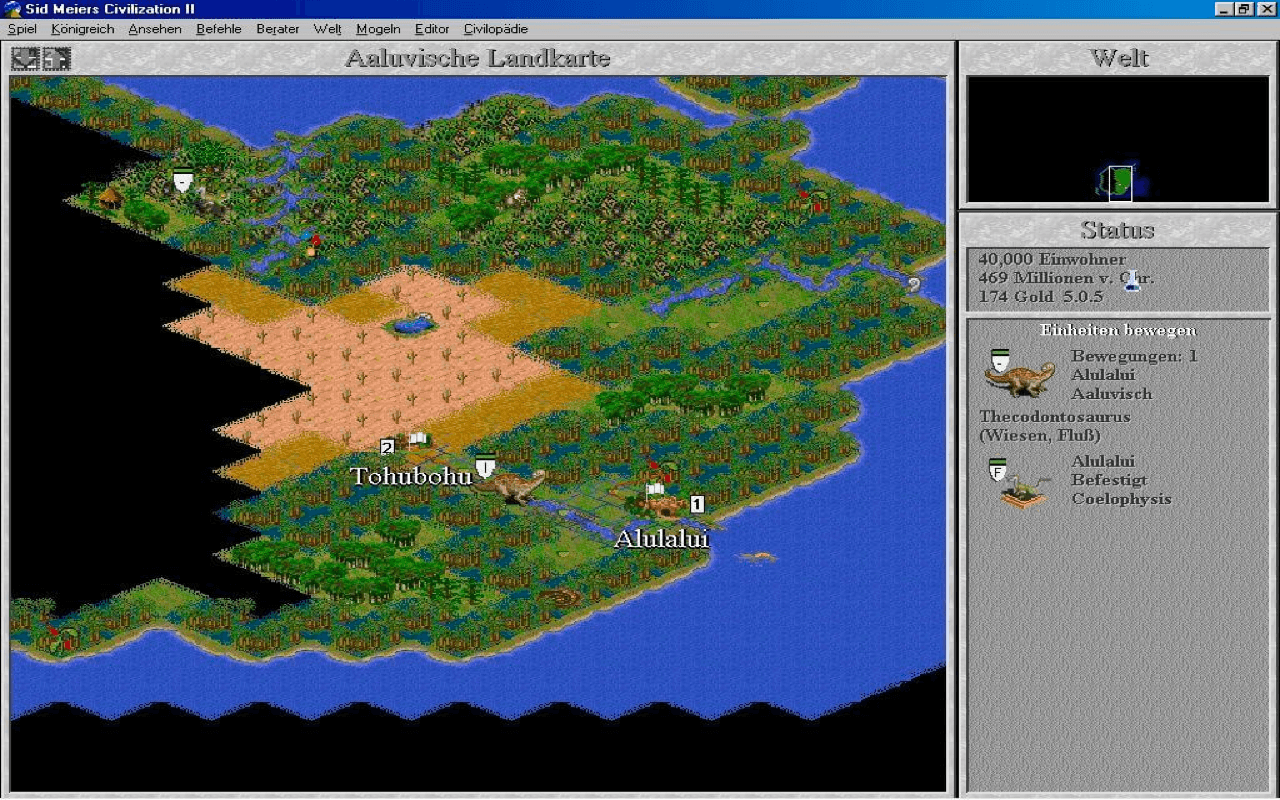 Sid Meiers Civilization II
Spiel Königreich Ansehen Befehle Berater Welt Mogeln Editor Civilopädie
Aaluvische Landkarte
Welt
Status
40,000 Einwohner
469 Millionen v. Chr.
174 Gold 5.0.5
Einheiten bewegen
-
Bewegungen: 1
Alulalui
Aaluvisch
Thecodontosaurus
(Wiesen, Fluß)
F
Alulalui
Befestigt
Coelophysis
-
2
Tohubohu
I
1
Alulalui